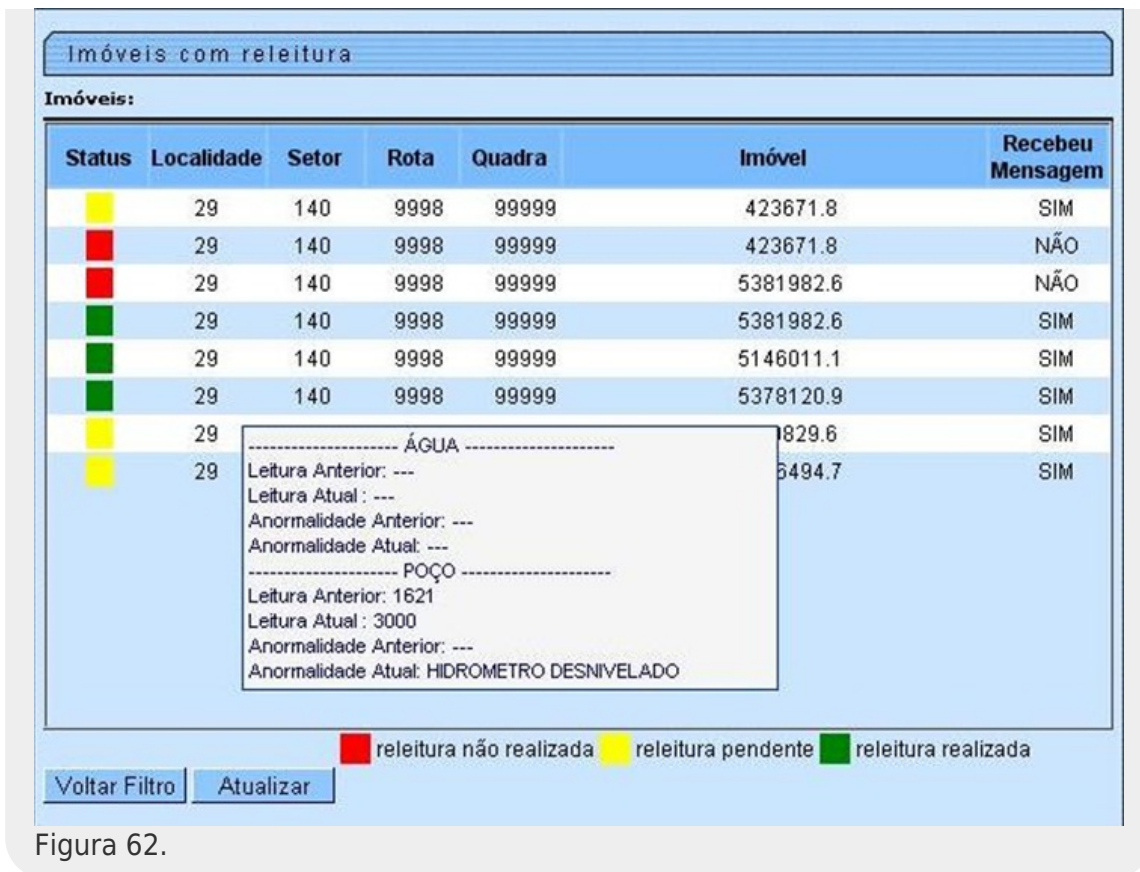 Imóveis com releitura
Imóveis:
Status Localidade Setor Rota Quadra Imóvel Recebeu Mensagem
29 140 9998 99999 423671.8 SIM
29 140 9998 99999 423671.8 NÃO
29 140 9998 99999 5381982.6 NÃO
29 140 9998 99999 5381982.6 SIM
29 140 9998 99999 5146011.1 SIM
29 140 9998 99999 5378120.9 SIM
29 829.6 SIM
29 6494.7 SIM
---------------------- ÁGUA ----------------------
Leitura Anterior: ---
Leitura Atual : ---
Anormalidade Anterior: ---
Anormalidade Atual: ---
---------------------- POÇO ----------------------
Leitura Anterior: 1621
Leitura Atual : 3000
Anormalidade Anterior: ---
Anormalidade Atual: HIDROMETRO DESNIVELADO
releitura não realizada releitura pendente releitura realizada
Voltar Filtro Atualizar
Figura 62.